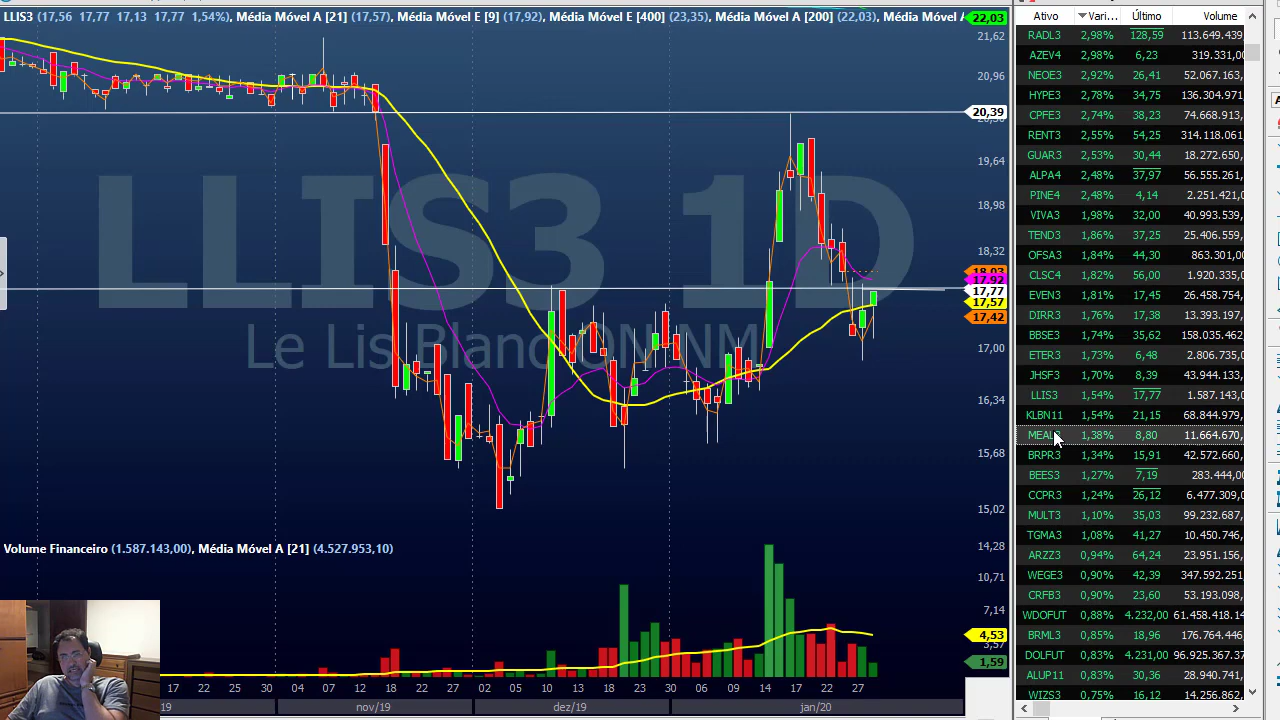 LLIS3 (17,56 17,77 17,13 17,77 1,54%), Média Móvel A [21] (17,57), Média Móvel E [9] (17,92), Média Móvel E [400] (23,35), Média Móvel A [200] (22,03), Média Móvel A
22,03
21,62
20,96
20,39
19,64
18,98
18,32
18,03
17,92
17,77
17,57
17,42
17,00
16,34
15,68
15,02
LLIS3 1D
Le Lis Blanc ON NM
Volume Financeiro (1.587.143,00), Média Móvel A [21] (4.527.953,10)
14,28
10,71
7,14
4,53
3,57
1,59
17 22 25 30 04 07 12 18 22 27 02 05 10 13 18 23 30 06 09 14 17 22 27
19 nov/19 dez/19 jan/20
Ativo Vari... Último Volume
RADL3 2,98% 128,59 113.649.439
AZEV4 2,98% 6,23 319.331,0
NEOE3 2,92% 26,41 52.067.163,
HYPE3 2,78% 34,75 136.304.971,
CPFE3 2,74% 38,23 74.668.913,
RENT3 2,55% 54,25 314.118.061
GUAR3 2,53% 30,44 18.272.650,
ALPA4 2,48% 37,97 56.555.261,
PINE4 2,48% 4,14 2.251.421,0
VIVA3 1,98% 32,00 40.993.539,
TEND3 1,86% 37,25 25.406.559,
OFSA3 1,84% 44,30 863.301,00
CLSC4 1,82% 56,00 1.920.335,0
EVEN3 1,81% 17,45 26.458.754,
DIRR3 1,76% 17,38 13.393.197,
BBSE3 1,74% 35,62 158.035.462
ETER3 1,73% 6,48 2.806.735,0
JHSF3 1,70% 8,39 43.944.133,
LLIS3 1,54% 17,77 1.587.143,0
KLBN11 1,54% 21,15 68.844.979,
MEAL3 1,38% 8,80 11.664.670,
BRPR3 1,34% 15,91 42.572.660,
BEES3 1,27% 7,19 283.444,00
CCPR3 1,24% 26,12 6.477.309,0
MULT3 1,10% 35,03 99.232.687,
TGMA3 1,08% 41,27 10.450.746,
ARZZ3 0,94% 64,24 23.951.156,
WEGE3 0,90% 42,39 347.592.251
CRFB3 0,90% 23,60 53.193.098,
WDOFUT 0,88% 4.232,00 61.458.418.14
BRML3 0,85% 18,96 176.764.446
DOLFUT 0,83% 4.231,00 96.925.367.37
ALUP11 0,83% 30,36 28.940.741,
WIZS3 0,75% 16,12 14.256.862,